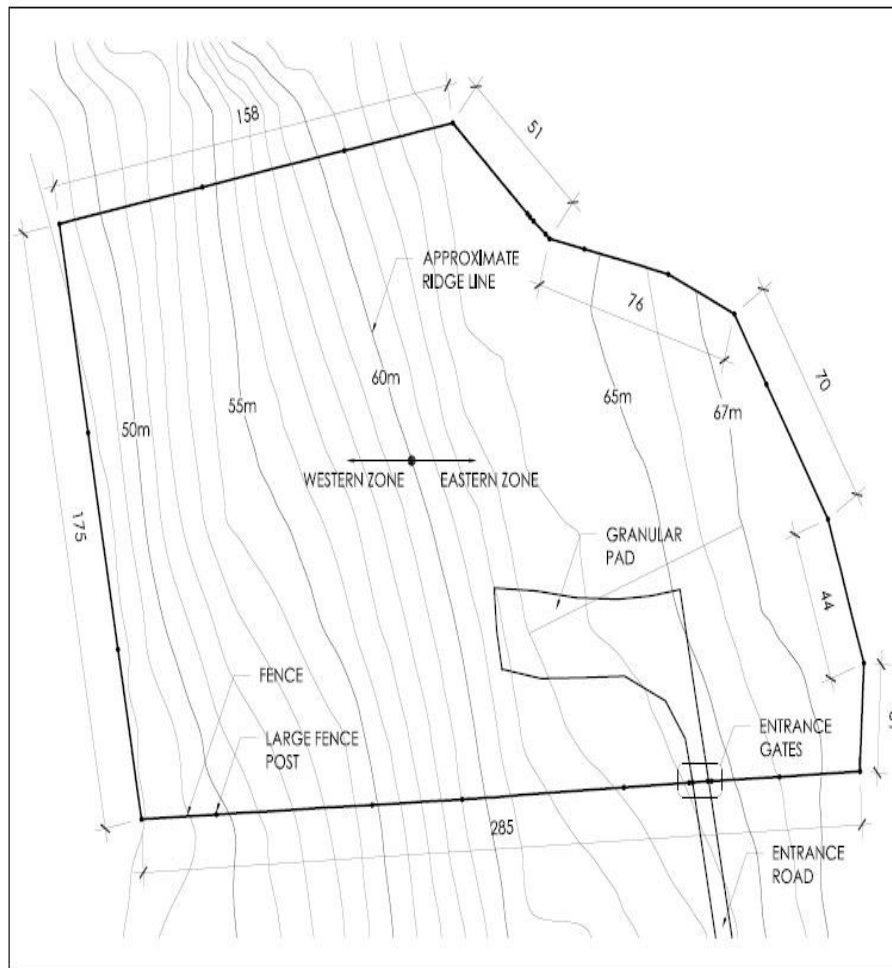 158
51
APPROXIMATE
RIDGE LINE
76
70
60m
65m
55m
67m
50m
WESTERN ZONE
EASTERN ZONE
175
GRANULAR
PAD
44
FENCE
LARGE FENCE
POST
ENTRANCE
GATES
285
ENTRANCE
ROAD